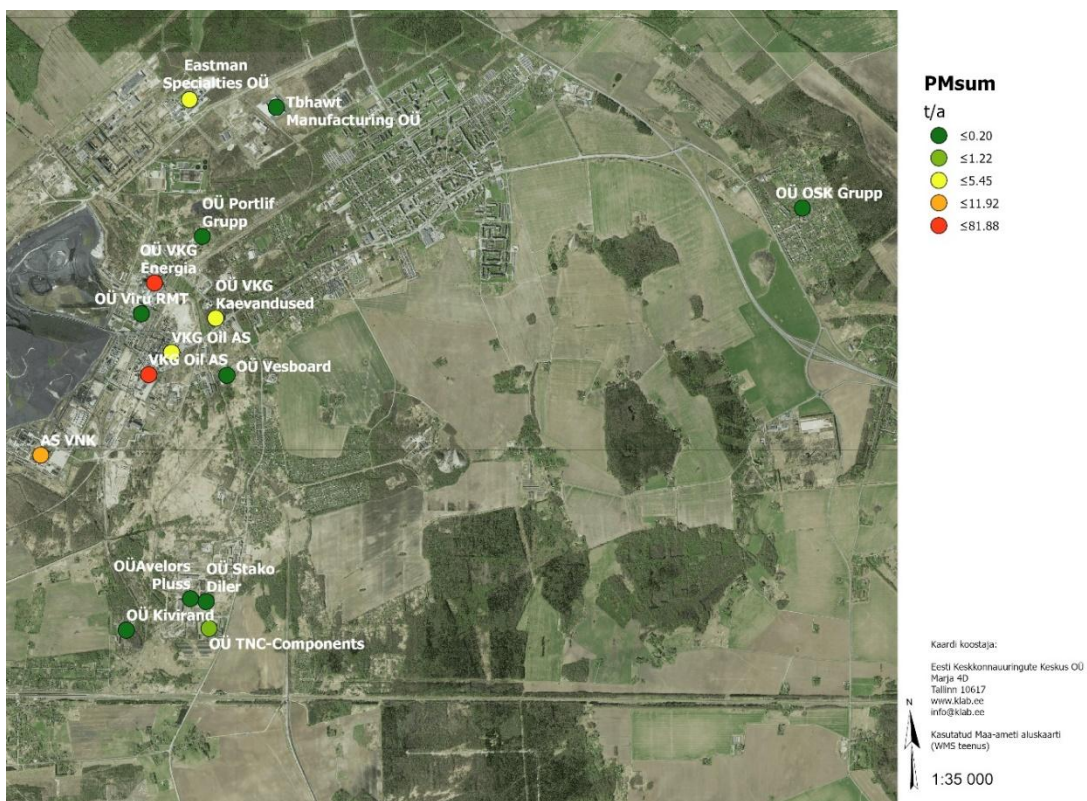 Eastman
Specialties OÜ
Tbhawt
Manufacturing OÜ
OÜ OSK Grupp
OÜ Portlif
Grupp
OÜ VKG
Energia
OÜ Viru RMT
OÜ VKG
Kaevandused
VKG Oil AS
VKG Oil AS
OÜ Vesboard
AS VNK
OÜAvelors
Pluss
OÜ Stako
Diler
OÜ Kivirand
OÜ TNC-Components
PMsum
t/a
≤0.20
≤1.22
≤5.45
≤11.92
≤81.88
Kaardi koostaja:
Eesti Keskkonnauuringute Keskus OÜ
Marja 4D
Tallinn 10617
www.klab.ee
info@klab.ee
Kasutatud Maa-ameti aluskaarti
(WMS teenus)
N
1:35 000